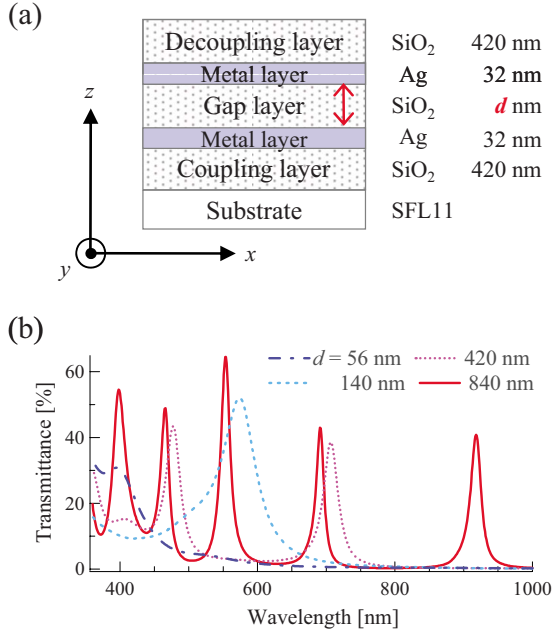 (a)
Decoupling layer SiO₂ 420 nm
Metal layer Ag 32 nm
Gap layer SiO₂ d nm
Metal layer Ag 32 nm
Coupling layer SiO₂ 420 nm
Substrate SFL11
z
y
x
(b)
d = 56 nm 420 nm
140 nm 840 nm
Transmittance [%]
60
40
20
0
400 600 800 1000
Wavelength [nm]